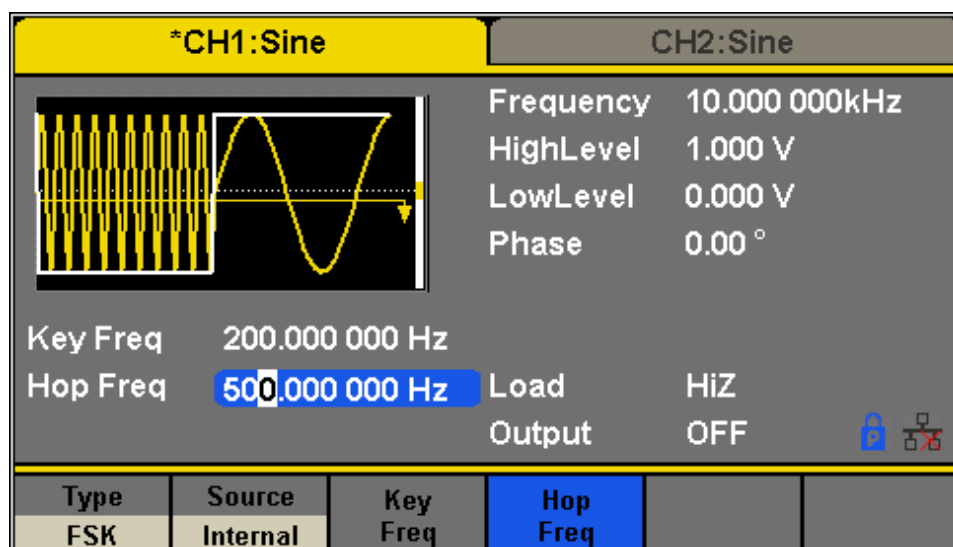 *CH1:Sine
CH2:Sine
Frequency 10.000 000kHz
HighLevel 1.000 V
LowLevel 0.000 V
Phase 0.00 °
Key Freq 200.000 000 Hz
Hop Freq 500.000 000 Hz
Load HiZ
Output OFF
P
Type
FSK
Source
Internal
Key
Freq
Hop
Freq